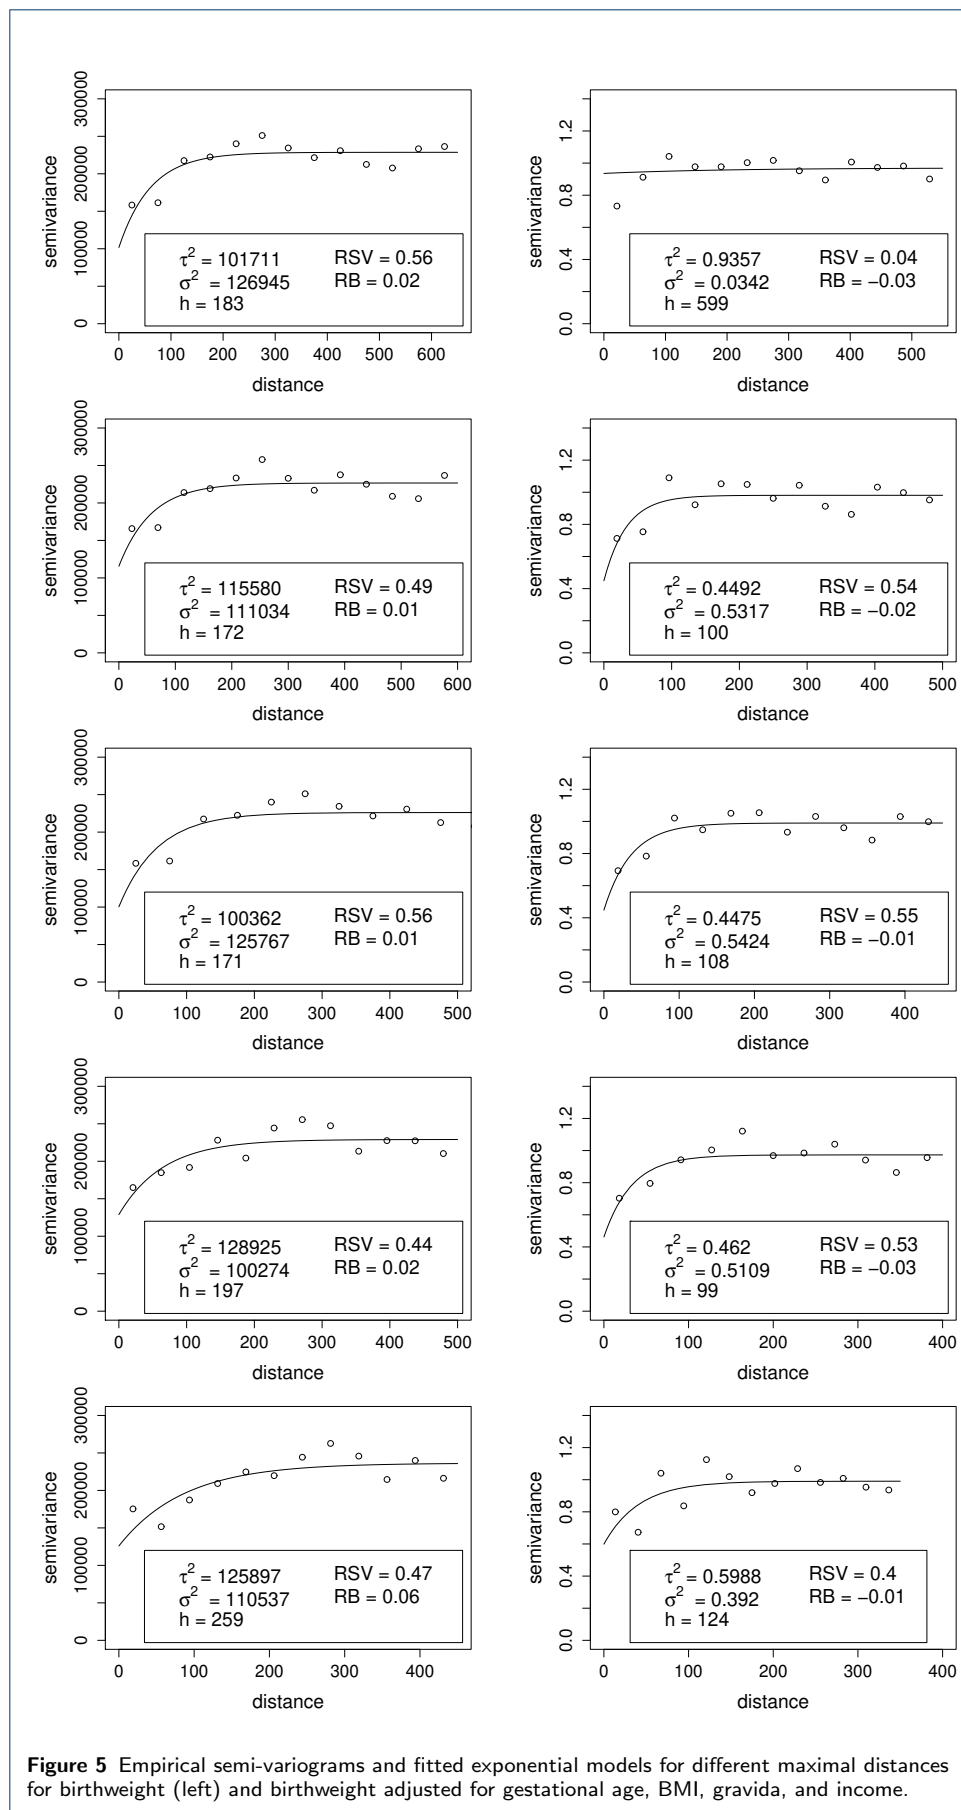 semivariance
300000
200000
100000
0
τ² = 101711
σ² = 126945
h = 183
RSV = 0.56
RB = 0.02
0 100 200 300 400 500 600
distance
semivariance
1.2
0.8
0.4
0.0
τ² = 0.9357
σ² = 0.0342
h = 599
RSV = 0.04
RB = −0.03
0 100 200 300 400 500
distance
semivariance
300000
200000
100000
0
τ² = 115580
σ² = 111034
h = 172
RSV = 0.49
RB = 0.01
0 100 200 300 400 500 600
distance
semivariance
1.2
0.8
0.4
0.0
τ² = 0.4492
σ² = 0.5317
h = 100
RSV = 0.54
RB = −0.02
0 100 200 300 400 500
distance
semivariance
300000
200000
100000
0
τ² = 100362
σ² = 125767
h = 171
RSV = 0.56
RB = 0.01
0 100 200 300 400 500
distance
semivariance
1.2
0.8
0.4
0.0
τ² = 0.4475
σ² = 0.5424
h = 108
RSV = 0.55
RB = −0.01
0 100 200 300 400
distance
semivariance
300000
200000
100000
0
τ² = 128925
σ² = 100274
h = 197
RSV = 0.44
RB = 0.02
0 100 200 300 400 500
distance
semivariance
1.2
0.8
0.4
0.0
τ² = 0.462
σ² = 0.5109
h = 99
RSV = 0.53
RB = −0.03
0 100 200 300 400
distance
semivariance
300000
200000
100000
0
τ² = 125897
σ² = 110537
h = 259
RSV = 0.47
RB = 0.06
0 100 200 300 400
distance
semivariance
1.2
0.8
0.4
0.0
τ² = 0.5988
σ² = 0.392
h = 124
RSV = 0.4
RB = −0.01
0 100 200 300 400
distance
Figure 5 Empirical semi-variograms and fitted exponential models for different maximal distances
for birthweight (left) and birthweight adjusted for gestational age, BMI, gravida, and income.